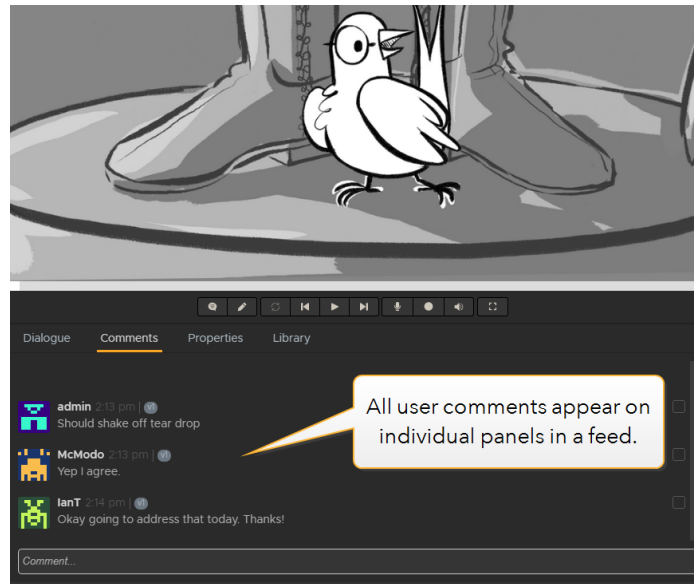 Dialogue Comments Properties Library
admin 2:13 pm | v1
Should shake off tear drop
All user comments appear on
individual panels in a feed.
McModo 2:13 pm | v1
Yep I agree.
IanT 2:14 pm | v1
Okay going to address that today. Thanks!
Comment...